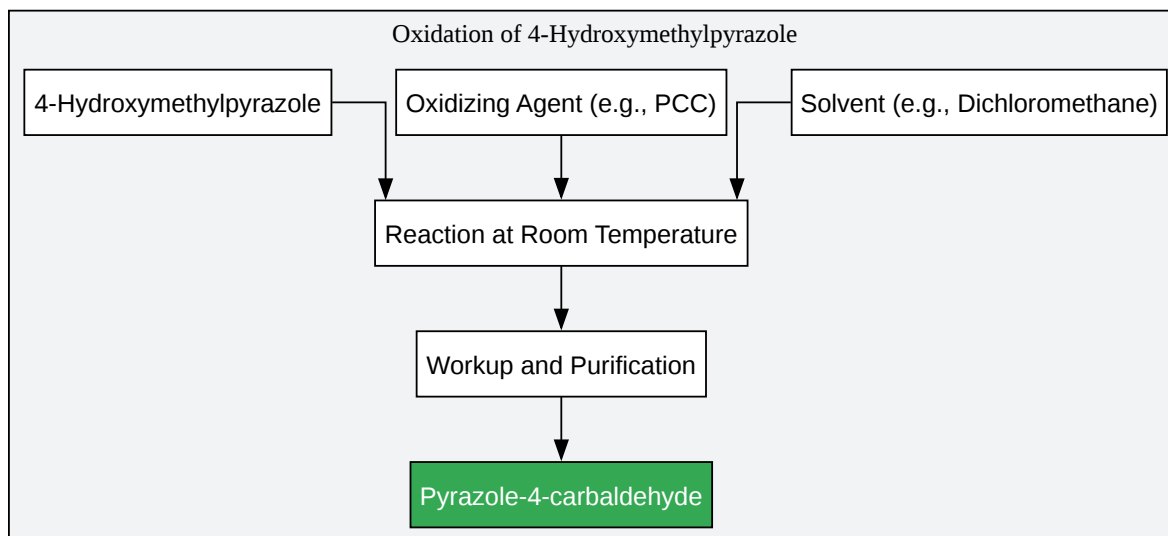 Oxidation of 4-Hydroxymethylpyrazole
4-Hydroxymethylpyrazole
Oxidizing Agent (e.g., PCC)
Solvent (e.g., Dichloromethane)
Reaction at Room Temperature
Workup and Purification
Pyrazole-4-carbaldehyde